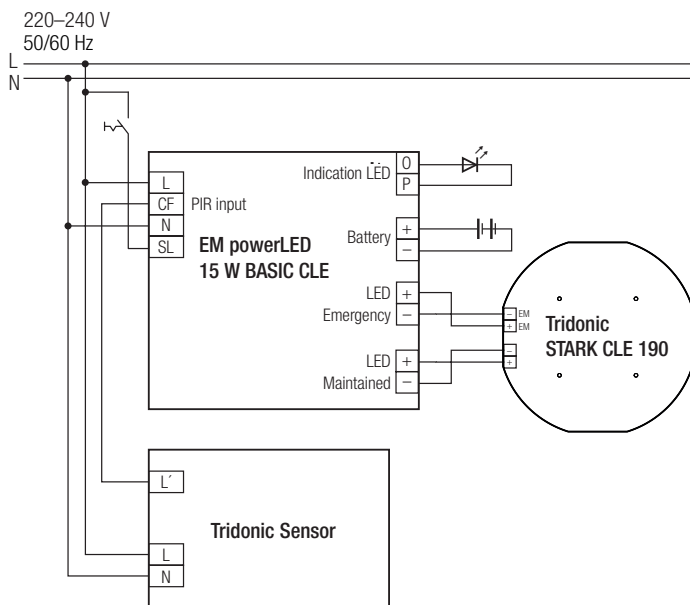 220–240 V
50/60 Hz
L
N
L
CF PIR input
N
SL
EM powerLED
15 W BASIC CLE
Indication LED
O
P
Battery
+
−
LED
+
Emergency
−
LED
+
Maintained
−
− EM
+ EM
−
+
Tridonic
STARK CLE 190
L´
Tridonic Sensor
L
N